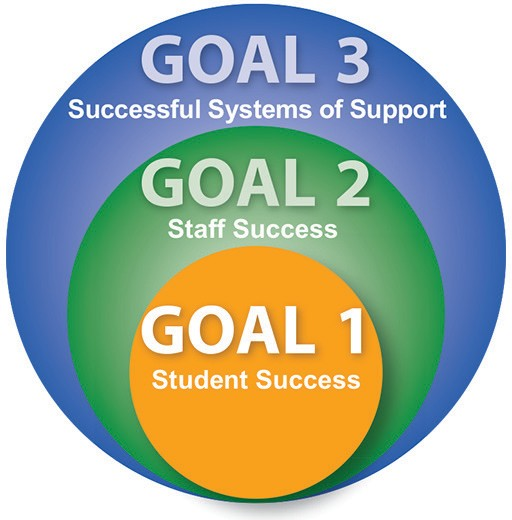 GOAL 3
Successful Systems of Support
GOAL 2
Staff Success
GOAL 1
Student Success